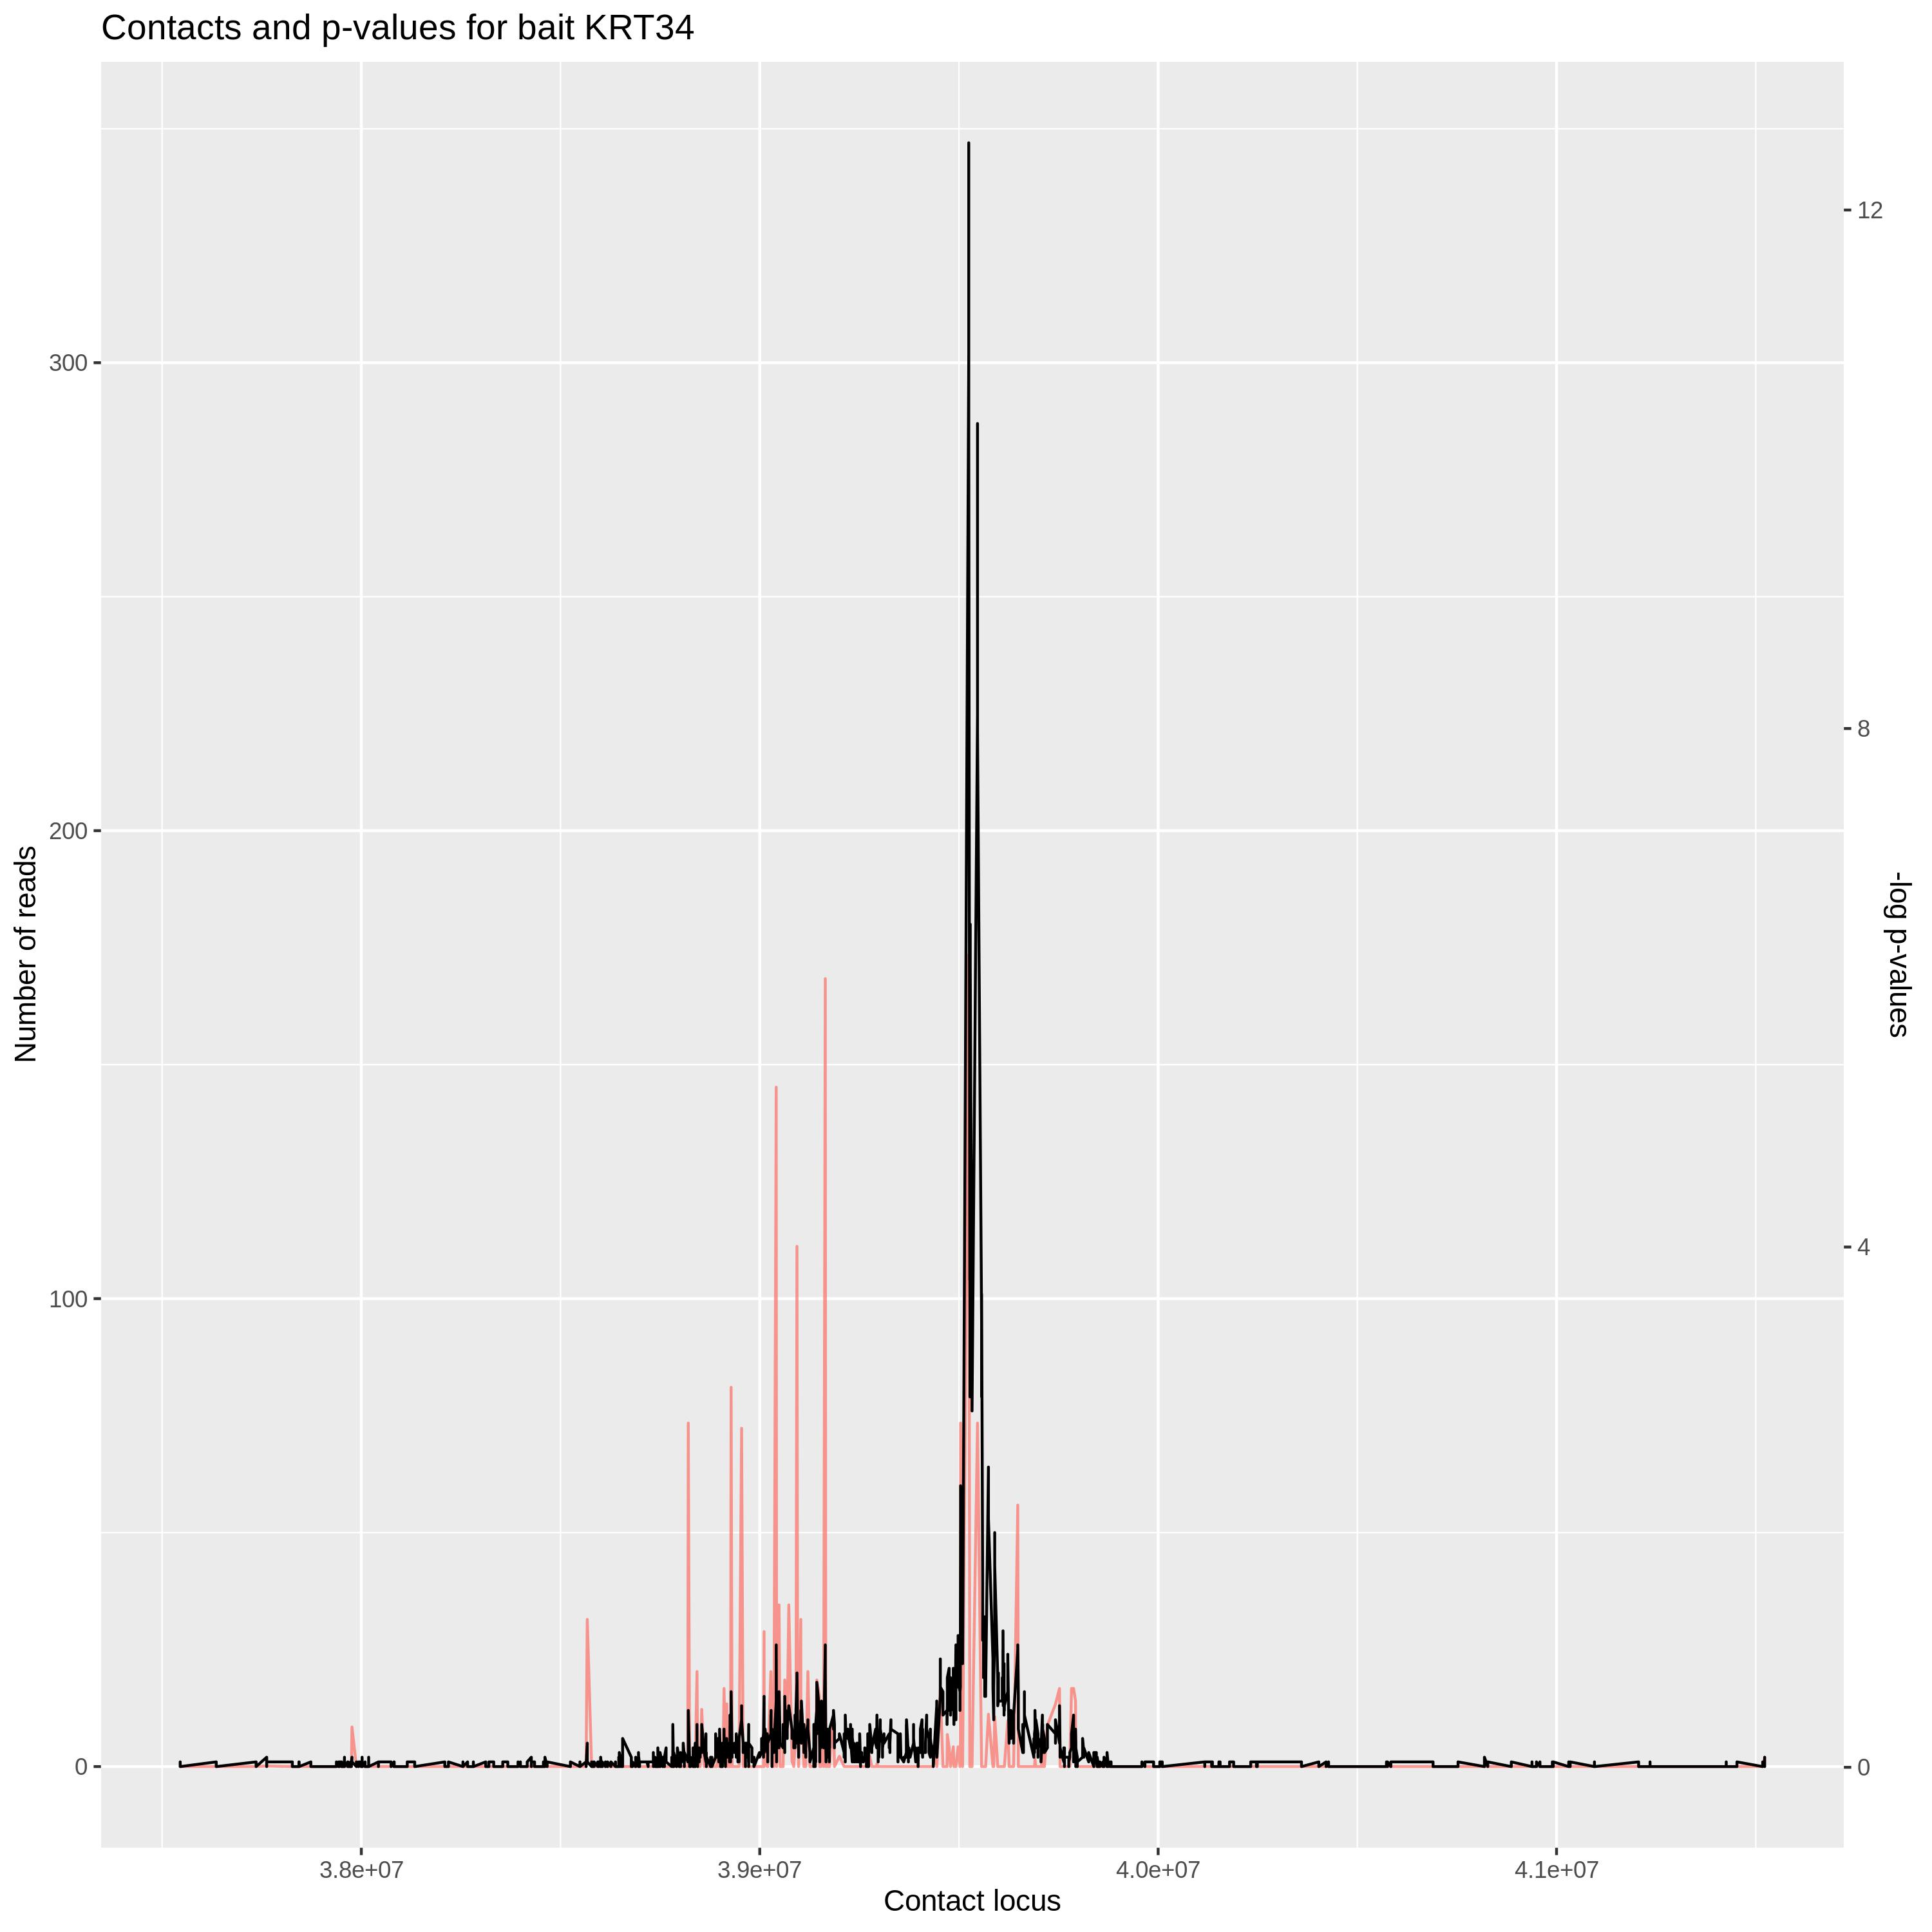 Contacts and p-values for bait KRT34
Number of reads
300
200
100
0
12
8
4
0
-log p-values
3.8e+07 3.9e+07 4.0e+07 4.1e+07
Contact locus